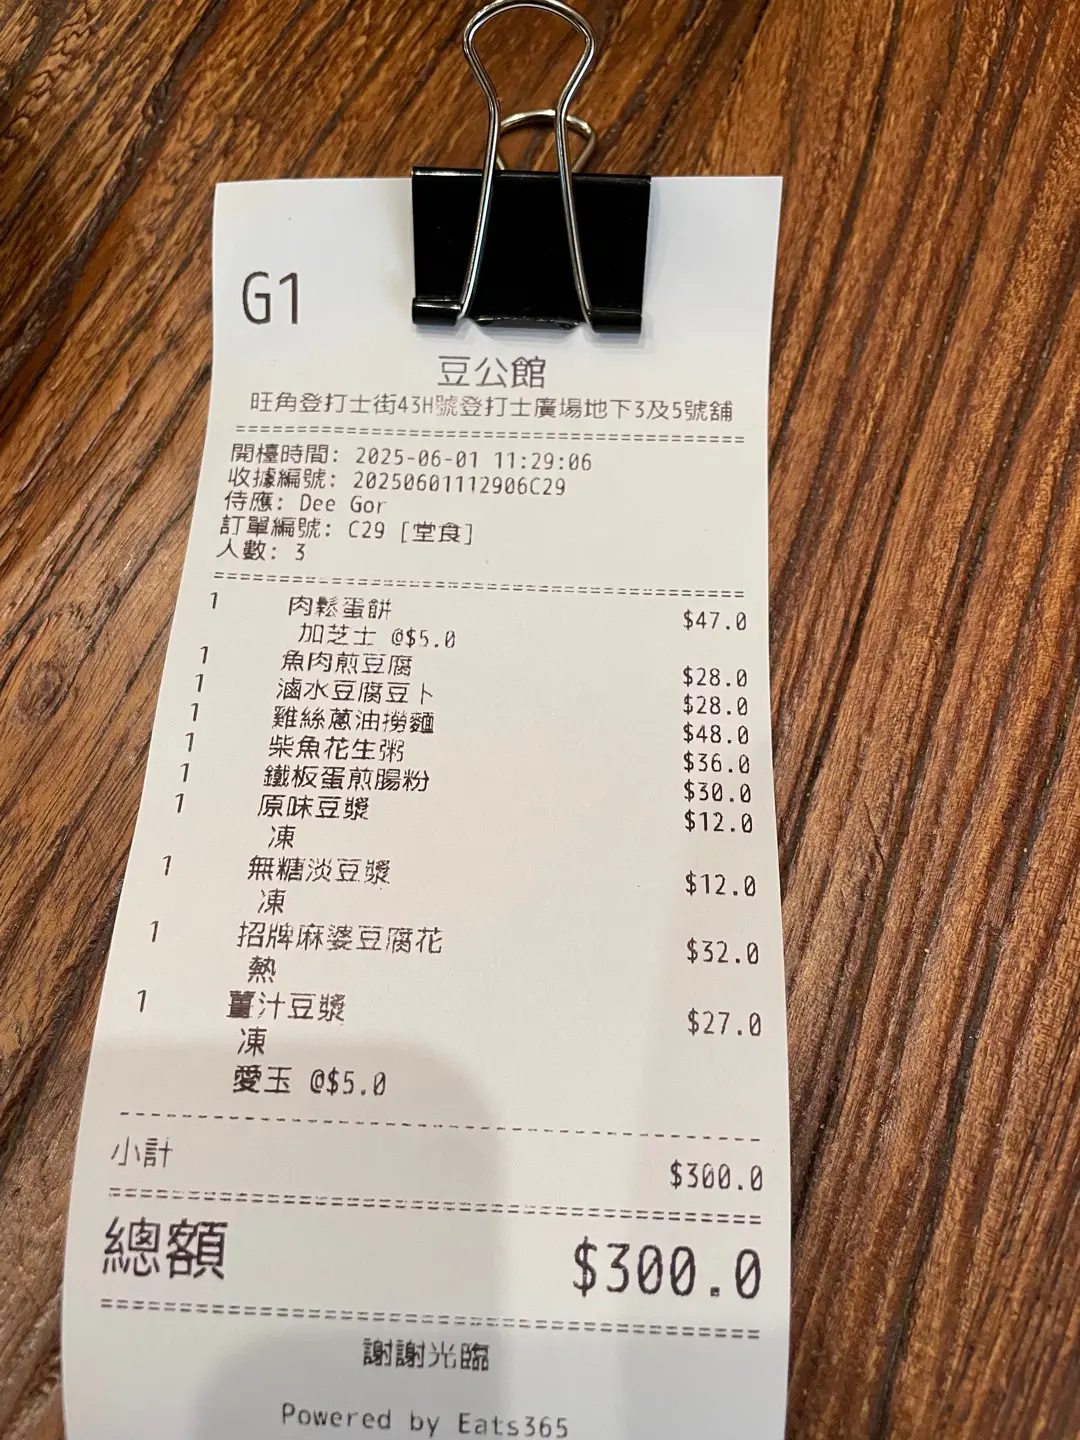 G1
豆公館
旺角登打士街43H號登打士廣場地下3及5號舖
開檯時間: 2025-06-01 11:29:06
收據編號: 20250601112906C29
侍應: Dee Gor
訂單編號: C29 [堂食]
人數: 3
1 肉鬆蛋餅 $47.0
加芝士 @$5.0
1 魚肉煎豆腐 $28.0
1 滷水豆腐豆卜 $28.0
1 雞絲蔥油撈麵 $48.0
1 柴魚花生粥 $36.0
1 鐵板蛋煎腸粉 $30.0
1 原味豆漿 $12.0
凍
1 無糖淡豆漿 $12.0
凍
1 招牌麻婆豆腐花 $32.0
熱
1 薑汁豆漿 $27.0
凍
愛玉 @$5.0
小計 $300.0
總額 $300.0
謝謝光臨
Powered by Eats365